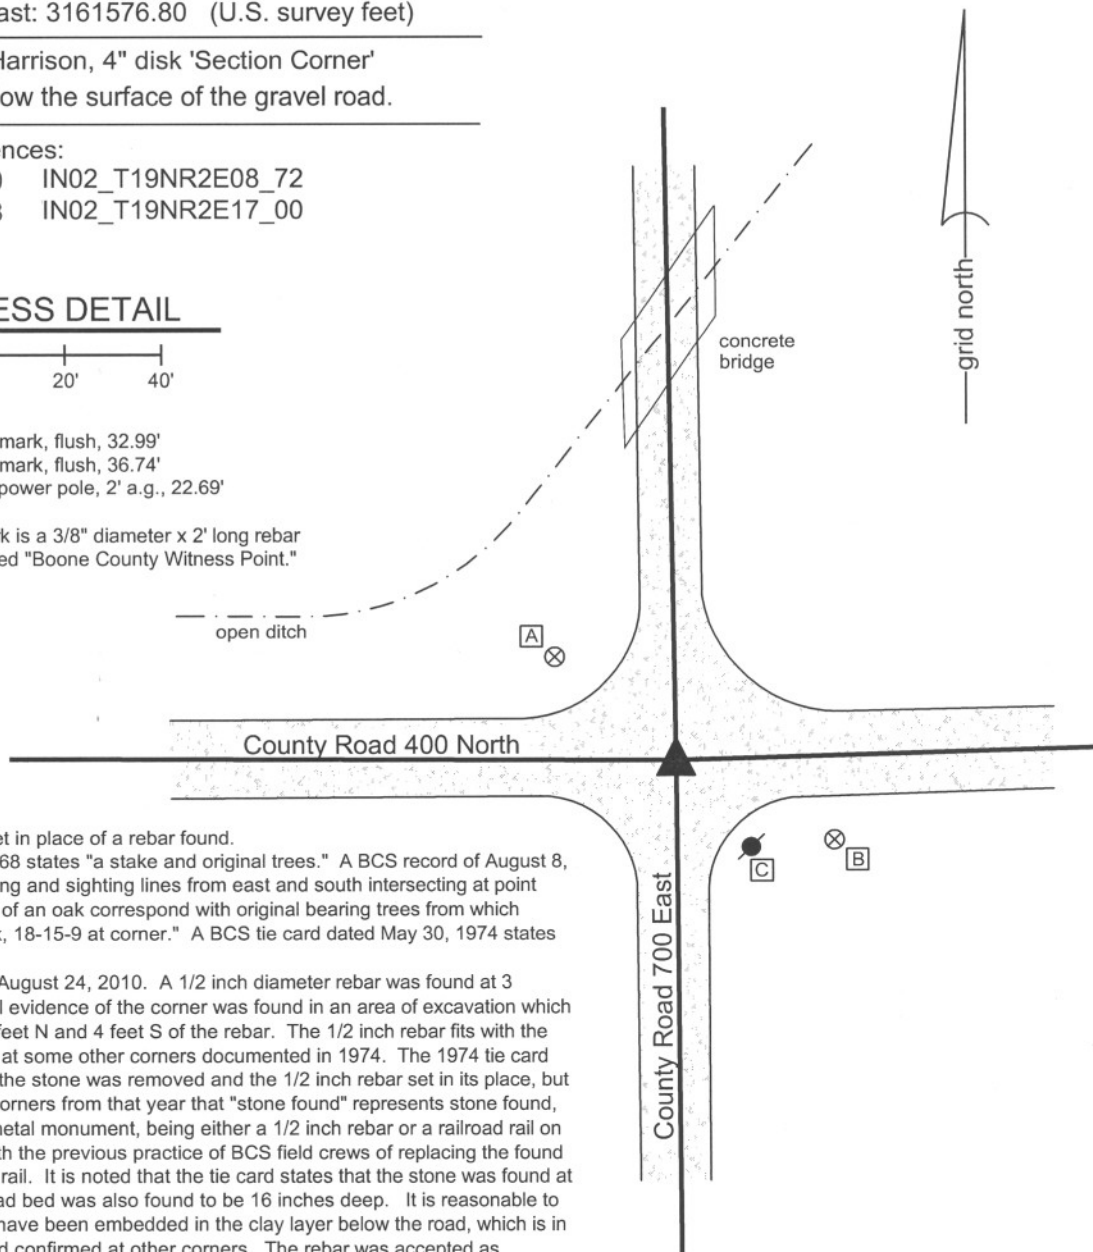 ast: 3161576.80 (U.S. survey feet)
Harrison, 4" disk 'Section Corner'
ow the surface of the gravel road.
ences:
IN02_T19NR2E08_72
IN02_T19NR2E17_00
ESS DETAIL
20' 40'
mark, flush, 32.99'
mark, flush, 36.74'
power pole, 2' a.g., 22.69'
k is a 3/8" diameter x 2' long rebar
ed "Boone County Witness Point."
grid north
concrete
bridge
open ditch
A
County Road 400 North
B
C
County Road 700 East
et in place of a rebar found.
68 states "a stake and original trees." A BCS record of August 8,
ng and sighting lines from east and south intersecting at point
of an oak correspond with original bearing trees from which
, 18-15-9 at corner." A BCS tie card dated May 30, 1974 states
August 24, 2010. A 1/2 inch diameter rebar was found at 3
l evidence of the corner was found in an area of excavation which
feet N and 4 feet S of the rebar. The 1/2 inch rebar fits with the
at some other corners documented in 1974. The 1974 tie card
the stone was removed and the 1/2 inch rebar set in its place, but
orners from that year that "stone found" represents stone found,
netal monument, being either a 1/2 inch rebar or a railroad rail on
th the previous practice of BCS field crews of replacing the found
rail. It is noted that the tie card states that the stone was found at
ad bed was also found to be 16 inches deep. It is reasonable to
have been embedded in the clay layer below the road, which is in
d confirmed at other corners. The rebar was accepted as